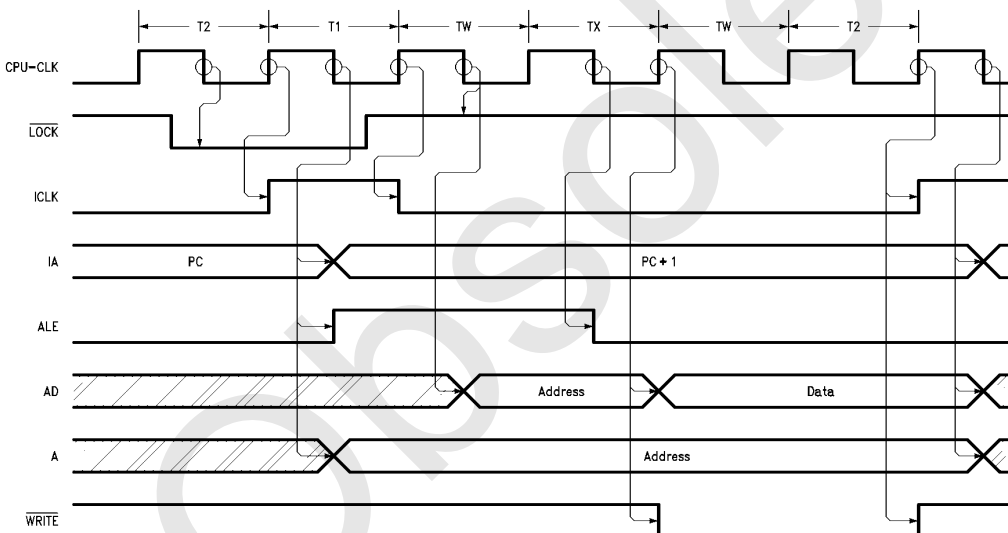 T2 T1 TW TX TW T2
CPU-CLK
LOCK
ICLK
IA PC PC + 1
ALE
AD Address Data
A Address
WRITE
Obsole